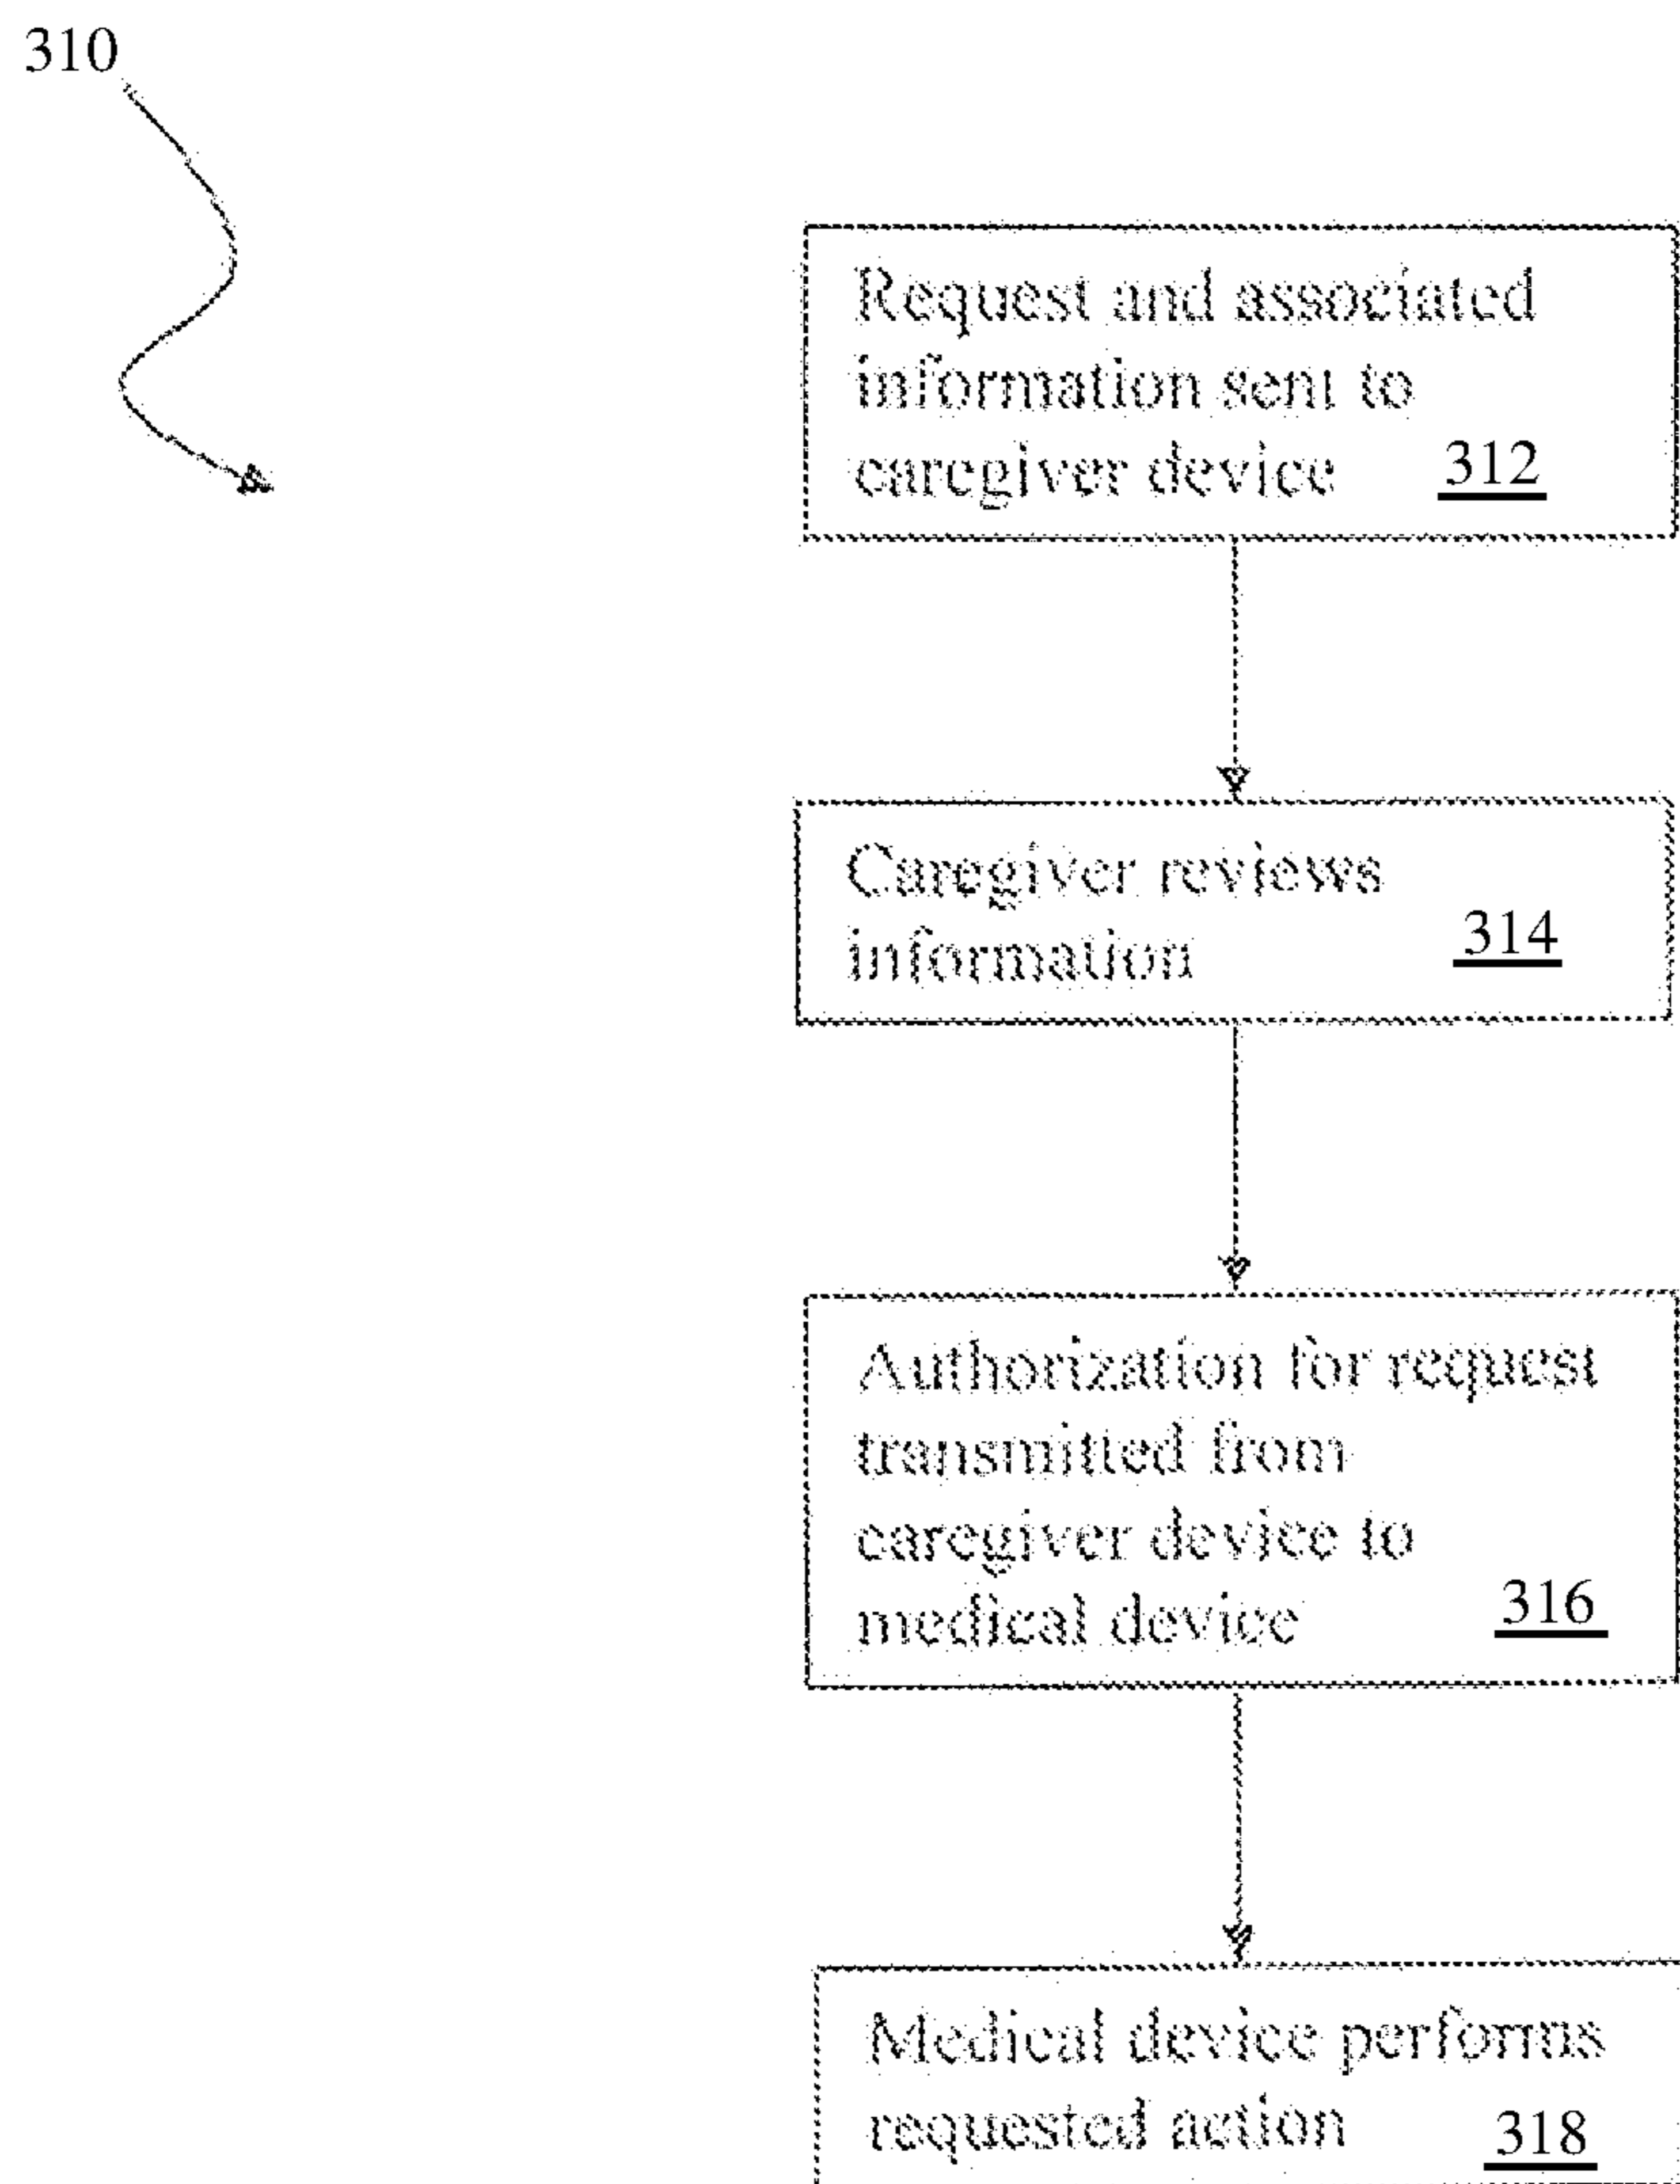 310
Request and associated
information sent to
caregiver device 312
Caregiver reviews
information 314
Authorization for request
transmitted from
caregiver device to
medical device 316
Medical device performs
requested action 318